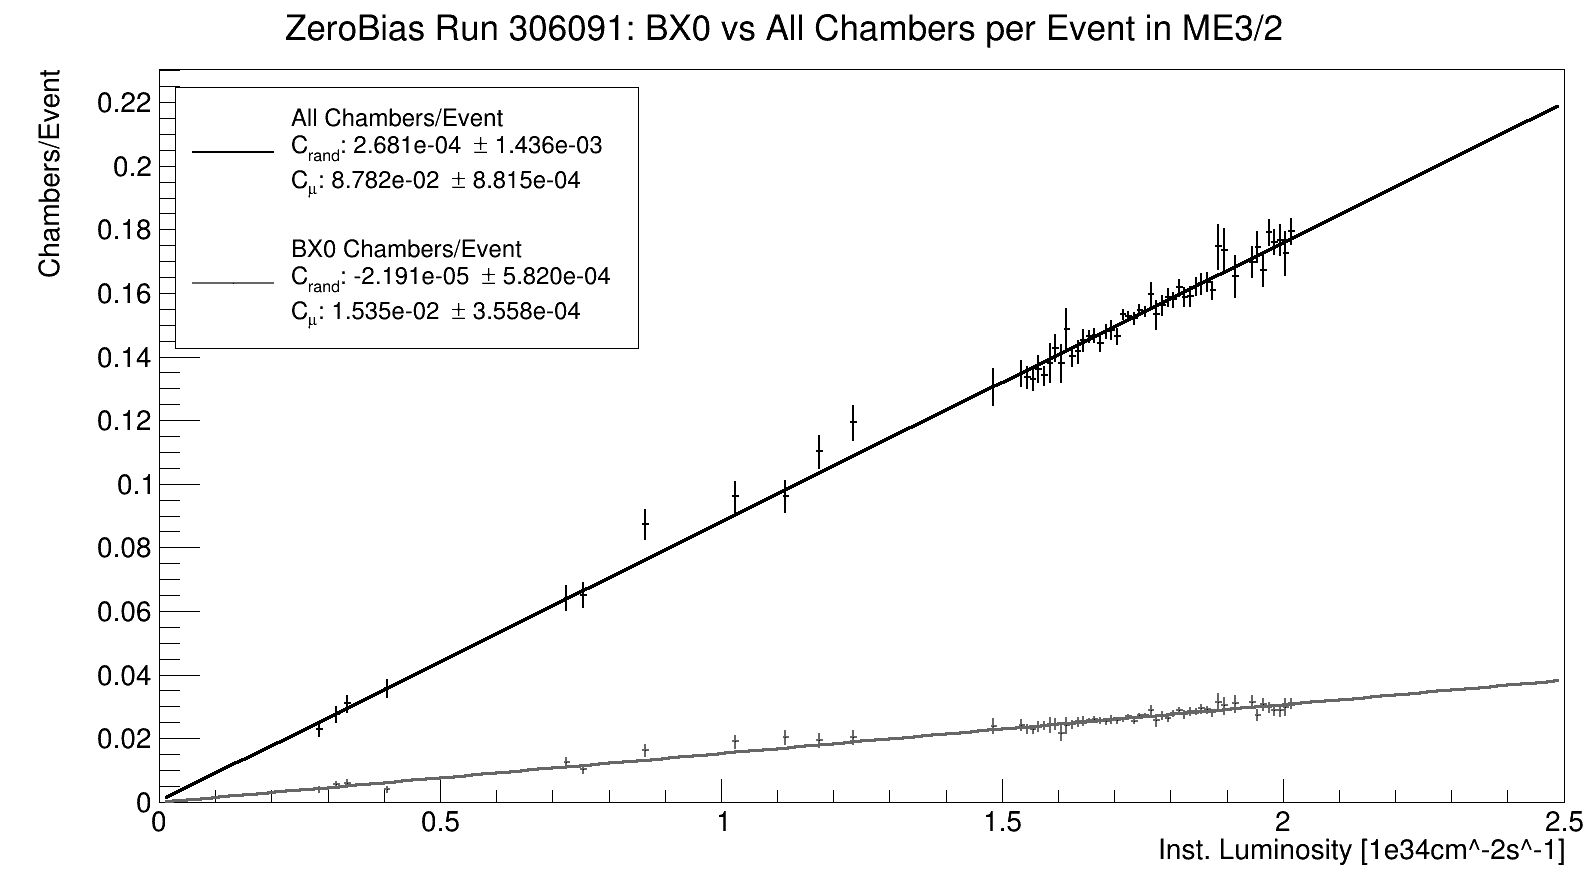 ZeroBias Run 306091: BX0 vs All Chambers per Event in ME3/2
Chambers/Event
All Chambers/Event
Crand: 2.681e-04 ± 1.436e-03
Cμ: 8.782e-02 ± 8.815e-04
BX0 Chambers/Event
Crand: -2.191e-05 ± 5.820e-04
Cμ: 1.535e-02 ± 3.558e-04
0.22
0.2
0.18
0.16
0.14
0.12
0.1
0.08
0.06
0.04
0.02
0
0 0.5 1 1.5 2 2.5
Inst. Luminosity [1e34cm^-2s^-1]